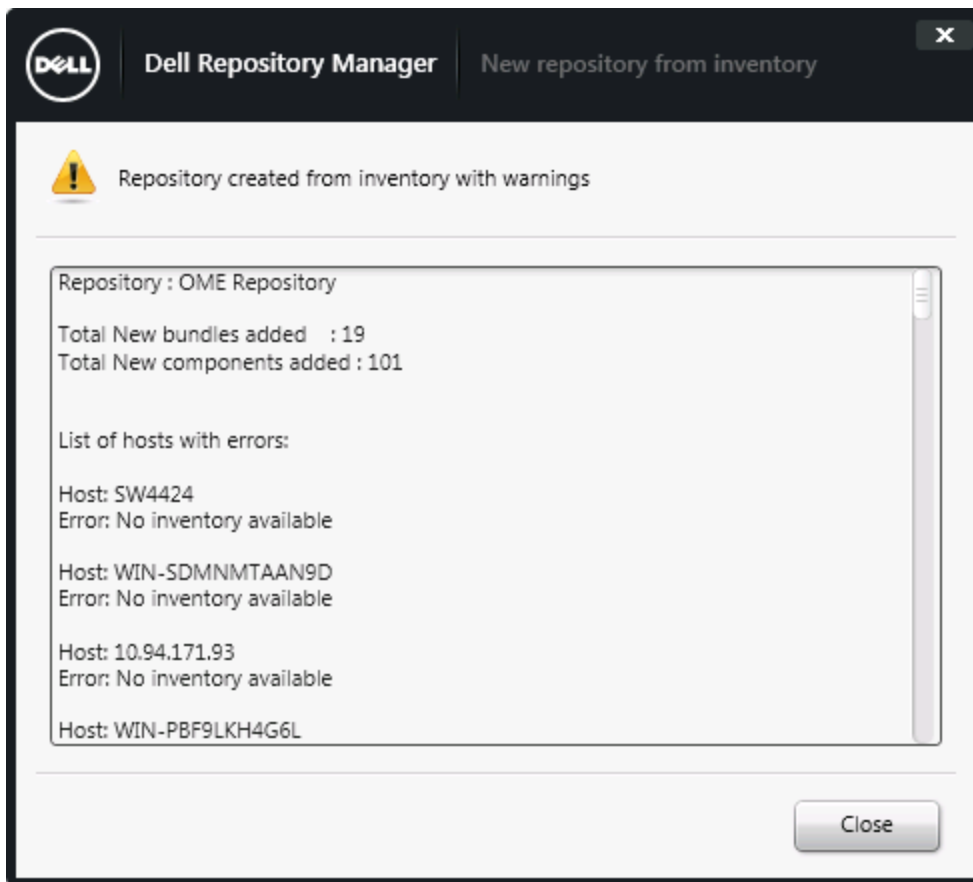 DELL
Dell Repository Manager
New repository from inventory
X
Repository created from inventory with warnings
Repository : OME Repository
Total New bundles added : 19
Total New components added : 101
List of hosts with errors:
Host: SW4424
Error: No inventory available
Host: WIN-SDMNMTAAN9D
Error: No inventory available
Host: 10.94.171.93
Error: No inventory available
Host: WIN-PBF9LKH4G6L
Close